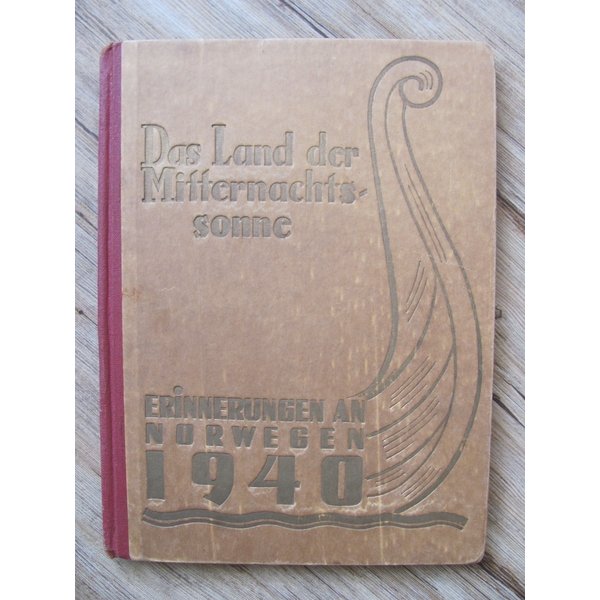 Das Land der
Mitternachts-
sonne
ERiNNERUNGEN AN
NORWEGEN
1940